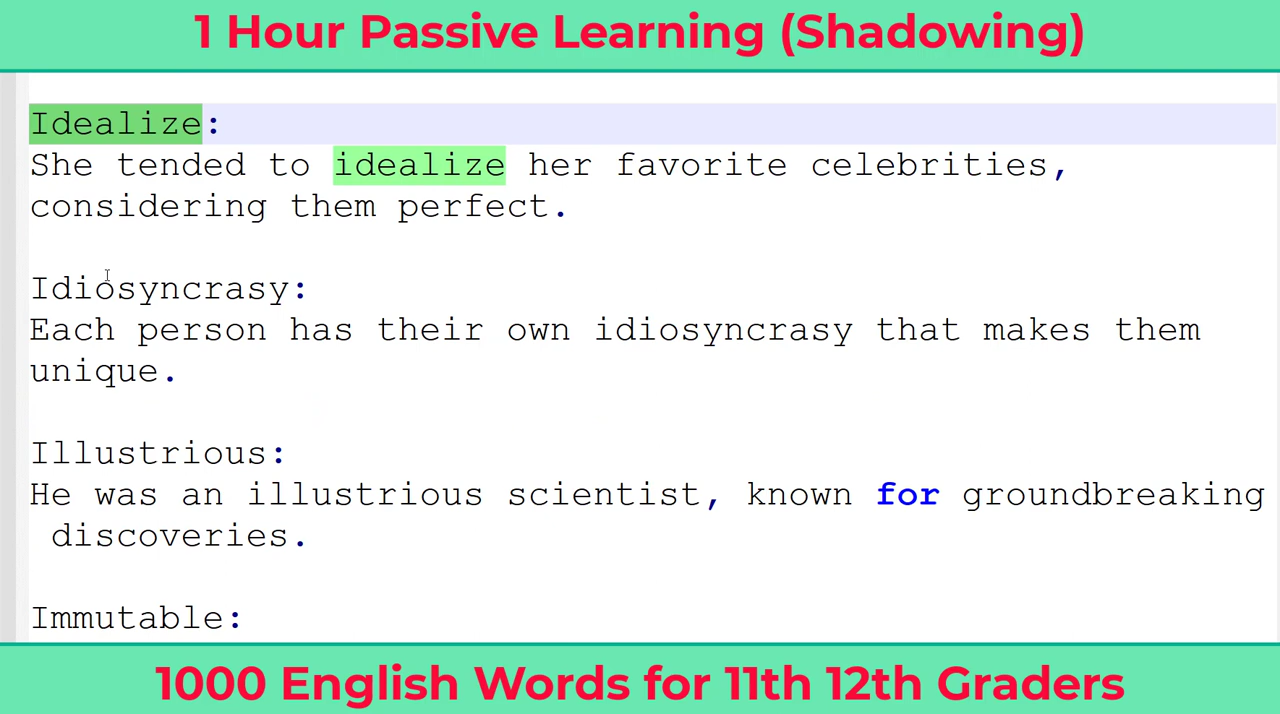 1 Hour Passive Learning (Shadowing)
Idealize:
She tended to idealize her favorite celebrities,
considering them perfect.
Idiosyncrasy:
Each person has their own idiosyncrasy that makes them
unique.
Illustrious:
He was an illustrious scientist, known for groundbreaking
discoveries.
Immutable:
1000 English Words for 11th 12th Graders